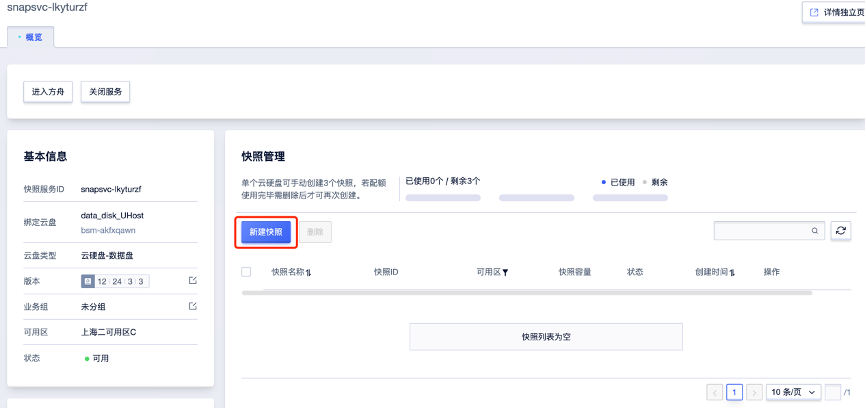 snapsvc-lkyturzf
详情独立页
概览
进入方舟
关闭服务
基本信息
快照服务ID snapsvc-lkyturzf
绑定云盘 data_disk_UHost
bsm-akfxqawn
云盘类型 云硬盘-数据盘
版本 12 24 3 3
业务组 未分组
可用区 上海二可用区C
状态 可用
快照管理
单个云硬盘可手动创建3个快照，若配额
使用完毕需删除后才可再次创建。
已使用0个 / 剩余3个
已使用 剩余
新建快照 删除
快照名称 快照ID 可用区 快照容量 状态 创建时间 操作
快照列表为空
1 10 条/页 /1